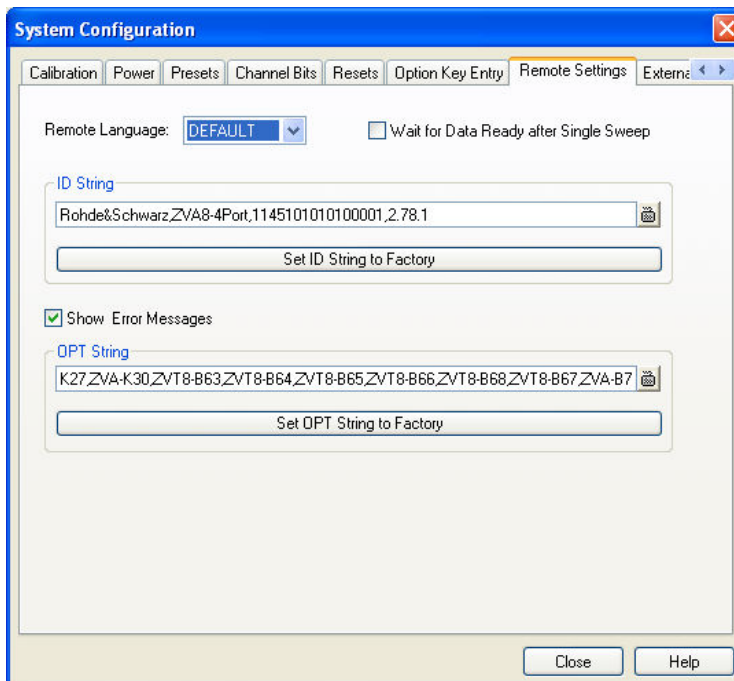 System Configuration
Calibration Power Presets Channel Bits Resets Option Key Entry Remote Settings Externa
Remote Language: DEFAULT Wait for Data Ready after Single Sweep
ID String
Rohde&Schwarz,ZVA8-4Port,1145101010100001,2.78.1
Set ID String to Factory
Show Error Messages
OPT String
K27,ZVA-K30,ZVT8-B63,ZVT8-B64,ZVT8-B65,ZVT8-B66,ZVT8-B68,ZVT8-B67,ZVA-B7
Set OPT String to Factory
Close Help